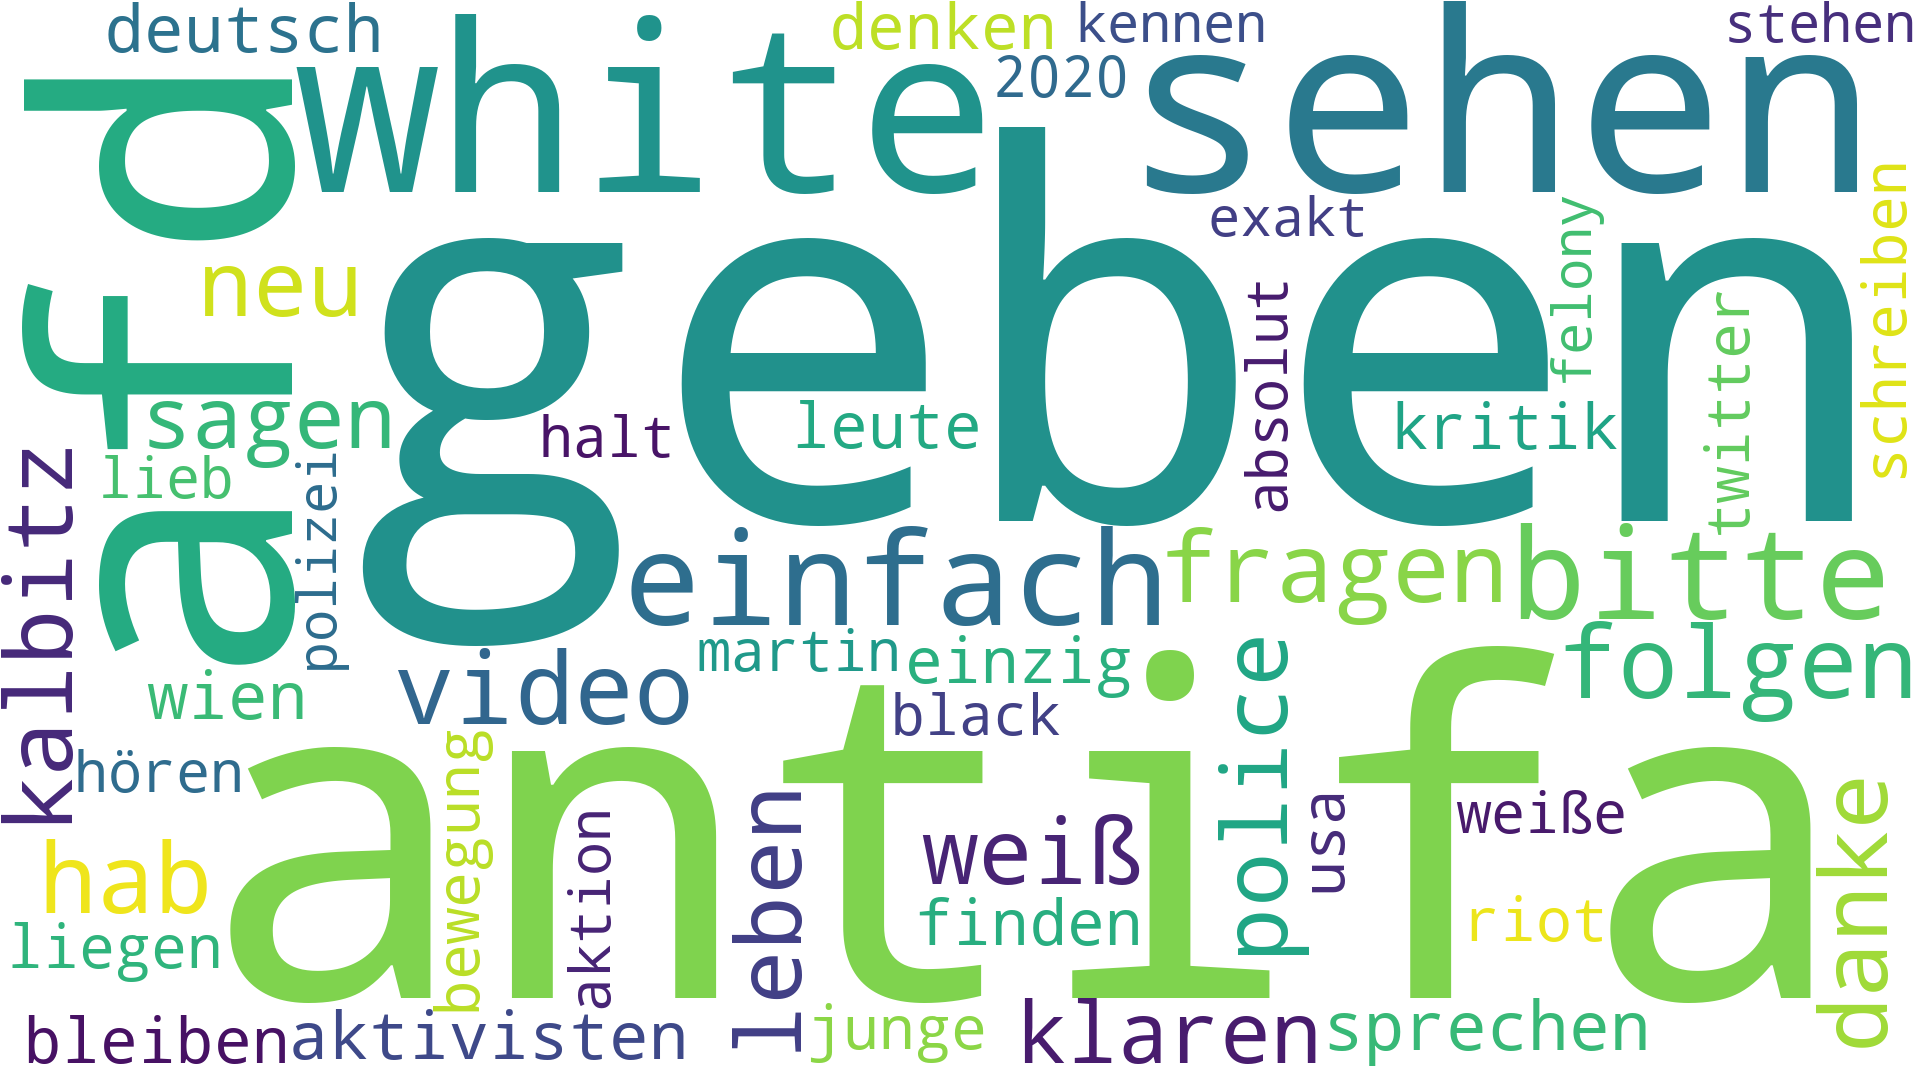 deutsch
white
denken
kennen
2020
sehen
stehen
afd
geben
exakt
neu
absolut
felony
twitter
schreiben
sagen
halt
leute
kritik
lieb
polizei
kalbitz
einfach
fragen
bitte
wien
video
martin
einzig
folgen
black
police
hören
antifa
bewegung
aktion
leben
weiß
usa
weiße
danke
hab
finden
riot
liegen
bleiben
aktivisten
junge
klaren
sprechen